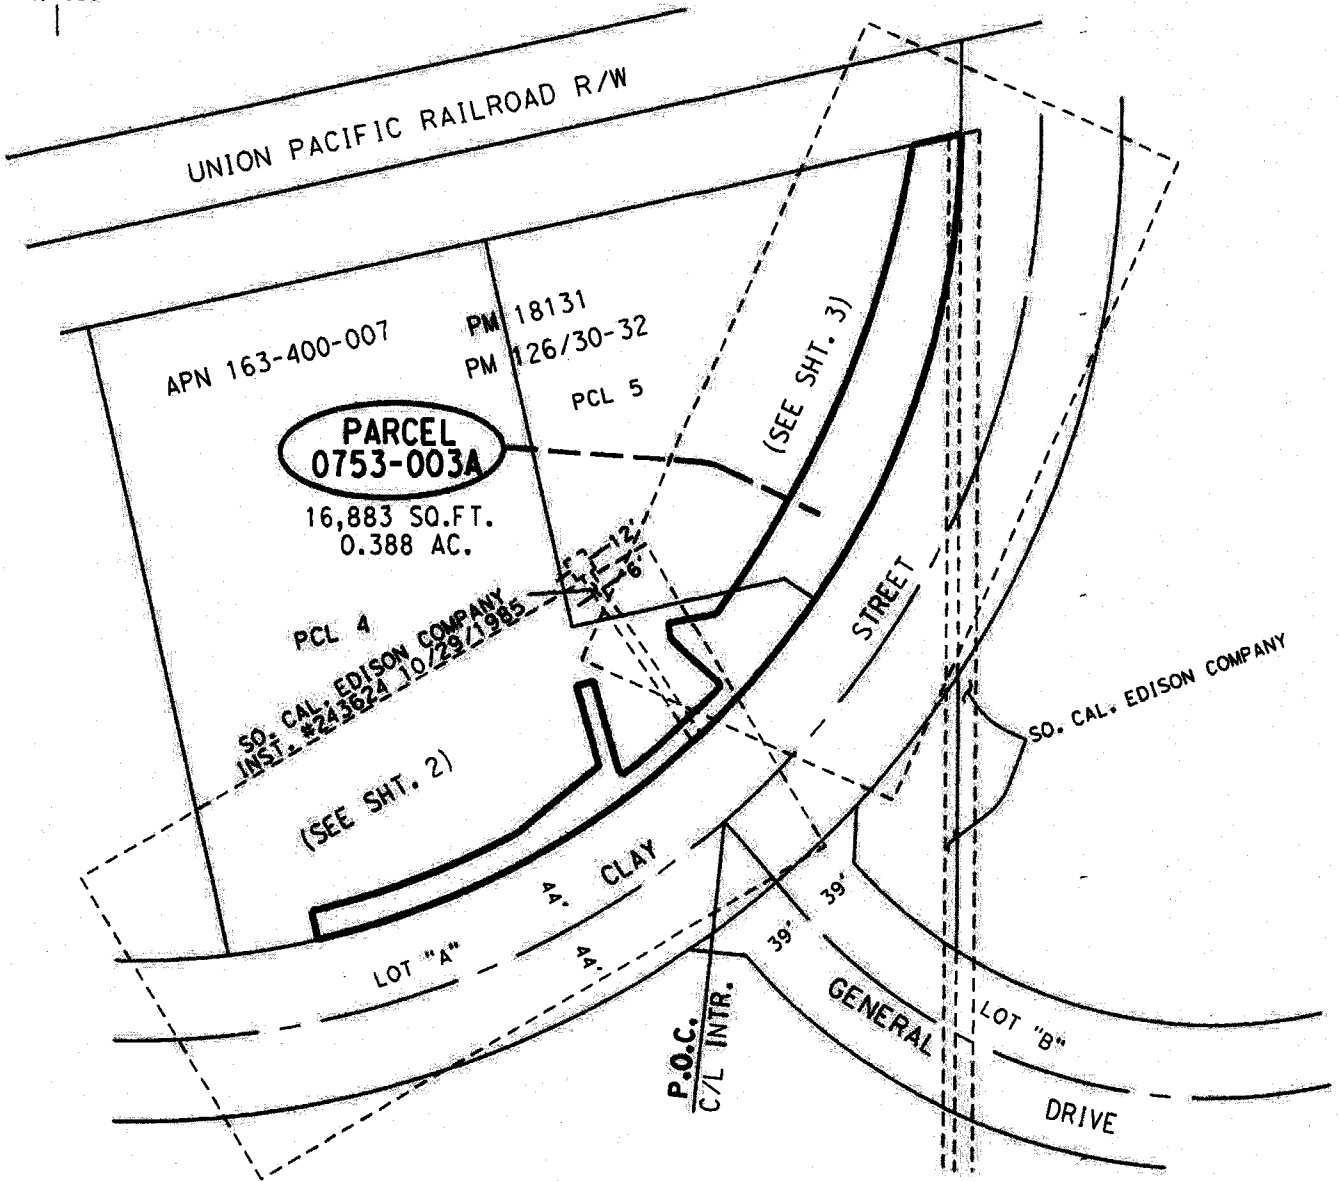 UNION PACIFIC RAILROAD R/W
APN 163-400-007
PM 18131
PM 126/30-32
PCL 5
(SEE SHT. 3)
PARCEL
0753-003A
16,883 SQ.FT.
0.388 AC.
12'
6'
PCL 4
SO. CAL. EDISON COMPANY
INST. #243624 10/29/1985
(SEE SHT. 2)
STREET
SO. CAL. EDISON COMPANY
CLAY
44'
44'
LOT "A"
39'
39'
P.O.C.
C/L INTR.
GENERAL
LOT "B"
DRIVE